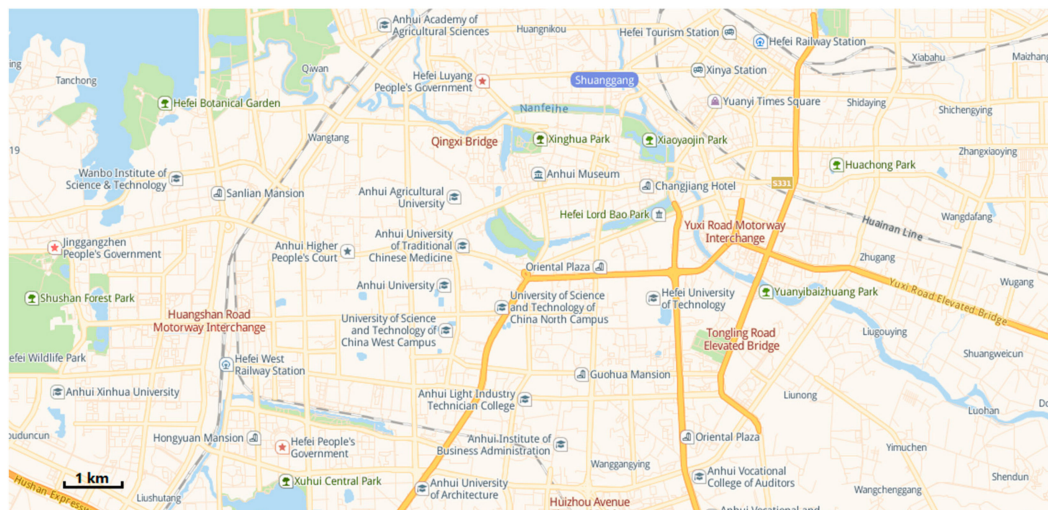 Anhui Academy of
Agricultural Sciences
Huangnikou
Hefei Tourism Station
Hefei Railway Station
Xiabahu
Maizhang
Tanchong
Qiwan
Hefei Luyang
People's Government
Shuanggang
Xinya Station
Hefei Botanical Garden
Nanfeihe
Yuanyi Times Square
Shidaying
Shichengying
19
Wangtang
Qingxi Bridge
Xinghua Park
Xiaoyaojin Park
Zhangxiaoying
Huachong Park
Wanbo Institute of
Science & Technology
Sanlian Mansion
Anhui Museum
Changjiang Hotel
S331
Anhui Agricultural
University
Hefei Lord Bao Park
Wangdafang
Huainan Line
Yuxi Road Motorway
Interchange
Jinggangzhen
People's Government
Anhui Higher
People's Court
Anhui University
of Traditional
Chinese Medicine
Oriental Plaza
Zhugang
Wugang
Anhui University
Shushan Forest Park
University of Science
and Technology of
China North Campus
Hefei University
of Technology
Yuanyibaizhuang Park
Yuxi Road Elevated Bridge
Huangshan Road
Motorway Interchange
University of Science
and Technology of
China West Campus
Tongling Road
Elevated Bridge
Liugouying
Shuangweicun
efei Wildlife Park
Hefei West
Railway Station
Guohua Mansion
Anhui Xinhua University
Anhui Light Industry
Technician College
Liunong
Luohan
ouduncun
Hongyuan Mansion
Hefei People's
Government
Anhui Institute of
Business Administration
Oriental Plaza
Yimuchen
Wanggangying
1 km
Xuhui Central Park
Anhui Vocational
College of Auditors
Shendun
Hushan Express
Liushutang
Anhui University
of Architecture
Huizhou Avenue
Wangchenggang
Anhui Vocational and